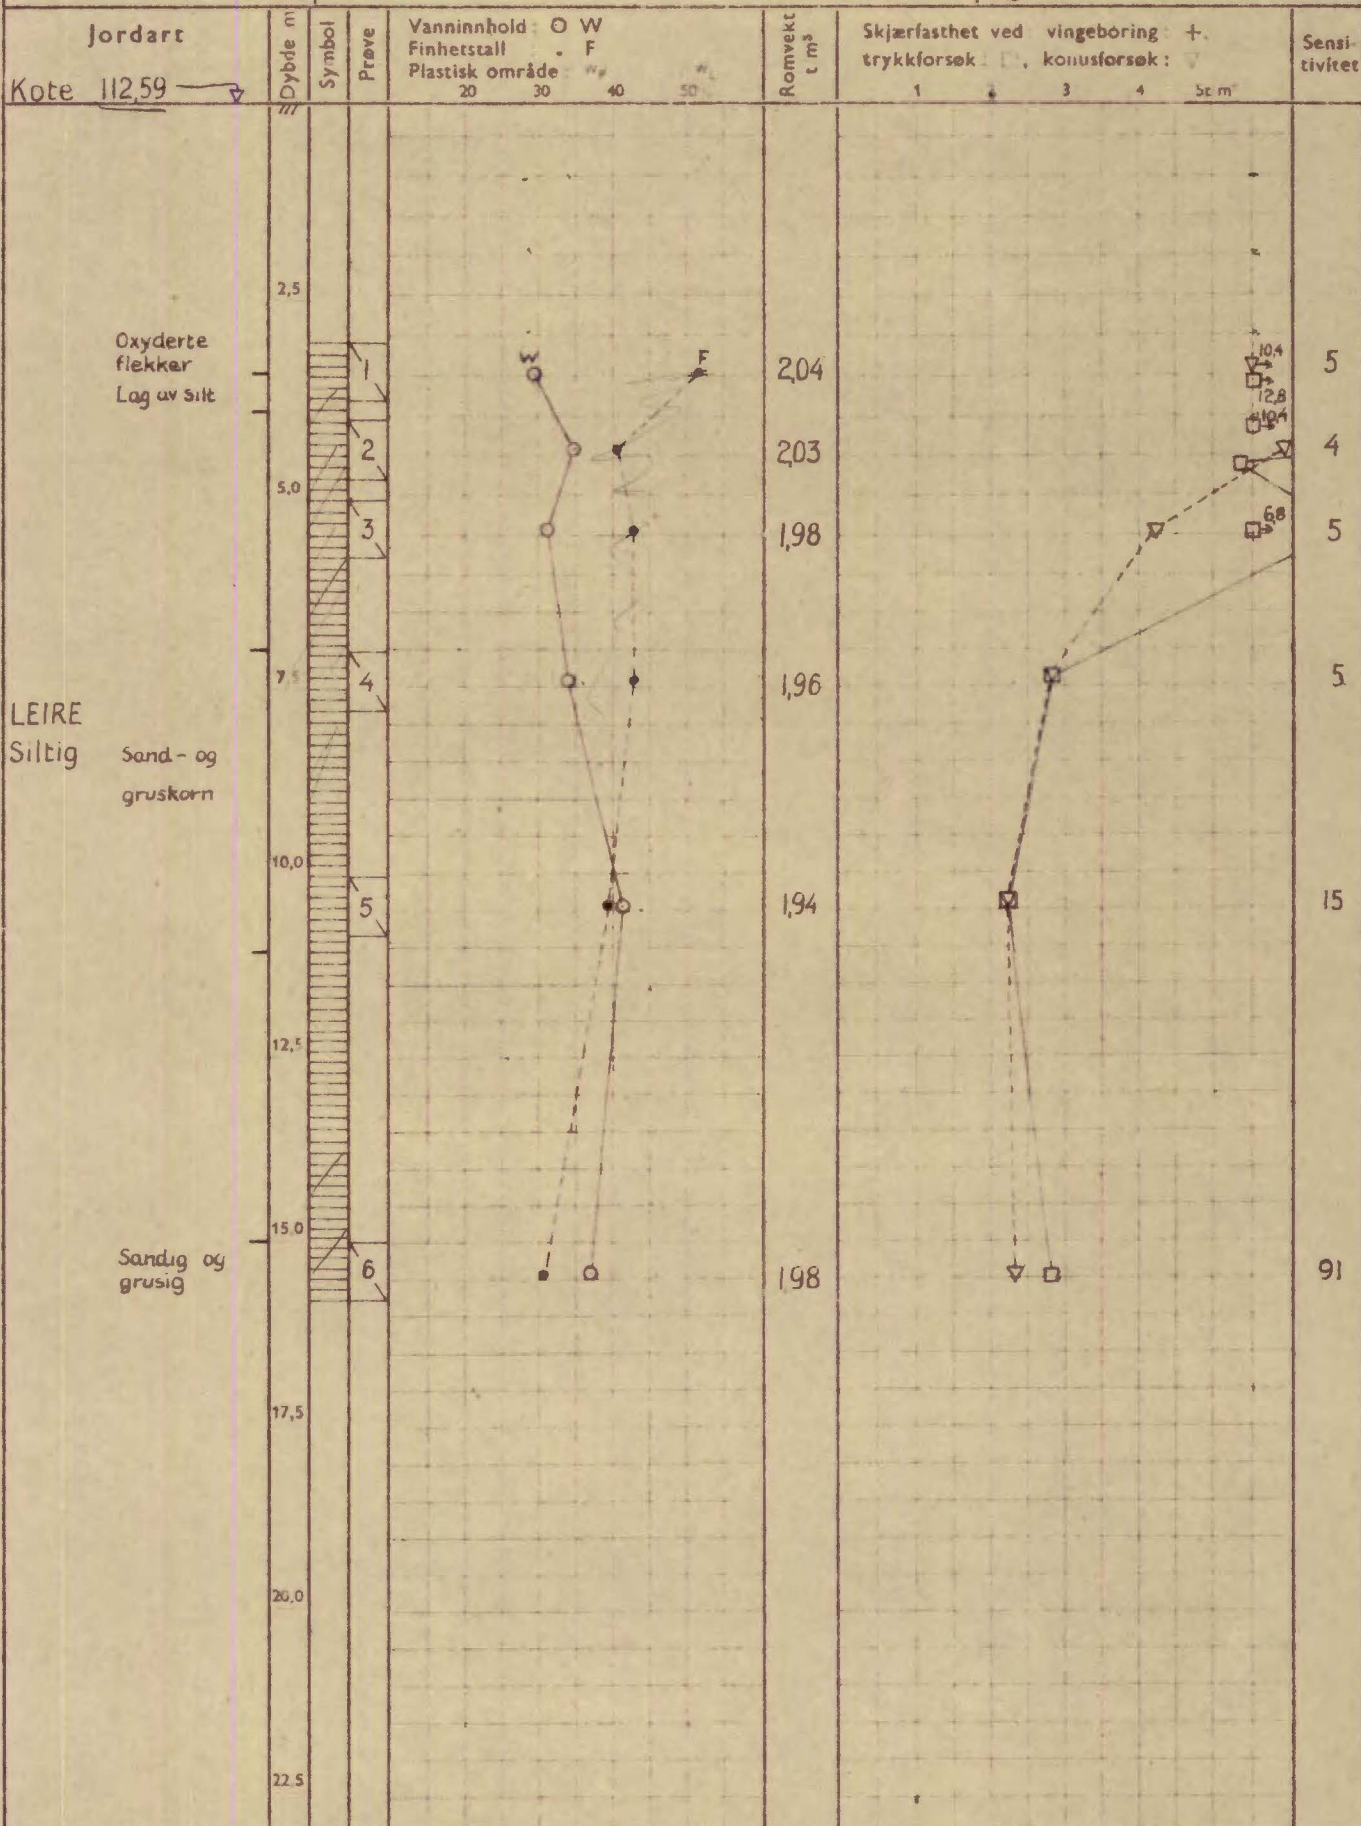 Jordart
Kote 112,59
Dybde m
Symbol
Prøve
Vanninnhold: O W
Finhetstall . F
Plastisk område
20 30 40 50
Romvekt t m³
Skjærfasthet ved vingeboring: +.
trykkforsøk: □, konusforsøk: ▽
1 2 3 4 5t m²
Sensi-
tivitet
2,5
Oxyderte
flekker
Lag av silt
1
W
F
2,04
10,4
12,8
5
2
2,03
10,4
4
5,0
3
1,98
6,8
5
7,5
4
1,96
5
LEIRE
Siltig
Sand- og
gruskorn
10,0
5
1,94
15
12,5
15,0
Sandig og
grusig
6
1,98
91
17,5
20,0
22,5